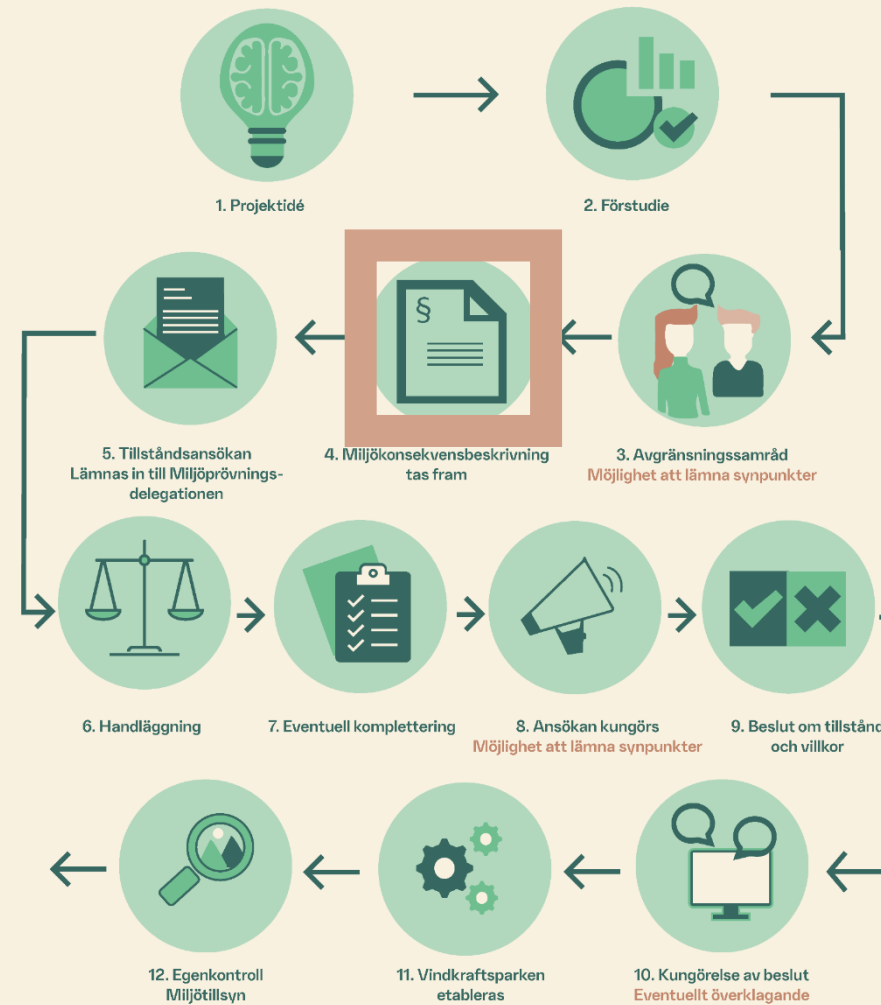 1. Projektidé
2. Förstudie
3. Avgränsningssamråd
Möjlighet att lämna synpunkter
§
4. Miljökonsekvensbeskrivning
tas fram
5. Tillståndsansökan
Lämnas in till Miljöprövnings-
delegationen
6. Handläggning
7. Eventuell komplettering
8. Ansökan kungörs
Möjlighet att lämna synpunkter
9. Beslut om tillstånd
och villkor
10. Kungörelse av beslut
Eventuellt överklagande
11. Vindkraftsparken
etableras
12. Egenkontroll
Miljötillsyn